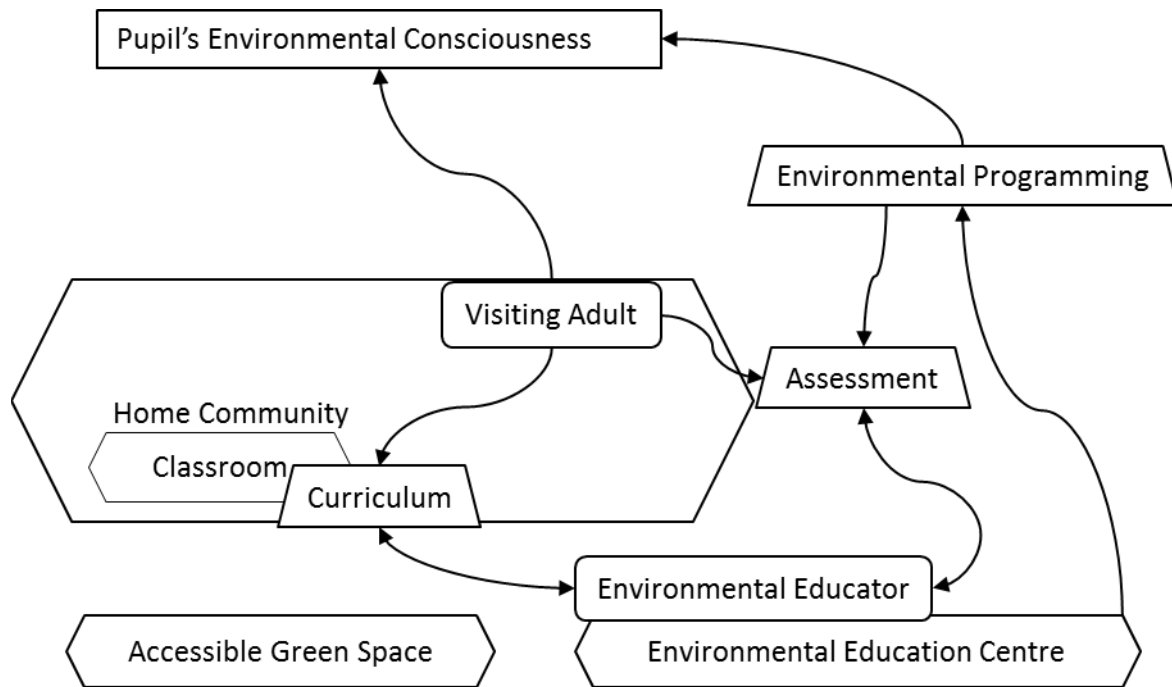 Pupil’s Environmental Consciousness
Environmental Programming
Visiting Adult
Assessment
Home Community
Classroom
Curriculum
Environmental Educator
Accessible Green Space
Environmental Education Centre